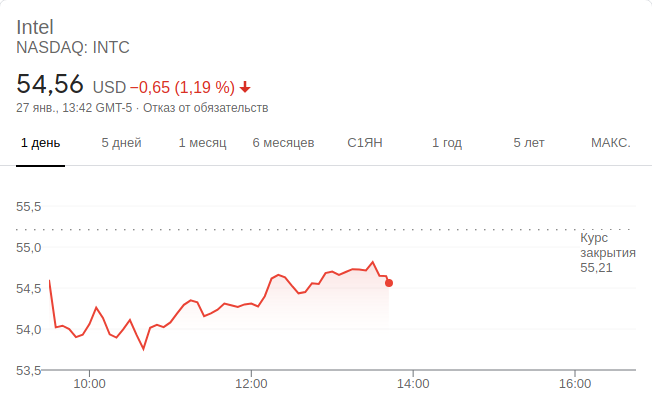 Intel
NASDAQ: INTC
54,56 USD −0,65 (1,19 %)
27 янв., 13:42 GMT-5 · Отказ от обязательств
1 день 5 дней 1 месяц 6 месяцев С1ЯН 1 год 5 лет МАКС.
55,5
Курс
закрытия
55,21
55,0
54,5
54,0
53,5
10:00 12:00 14:00 16:00